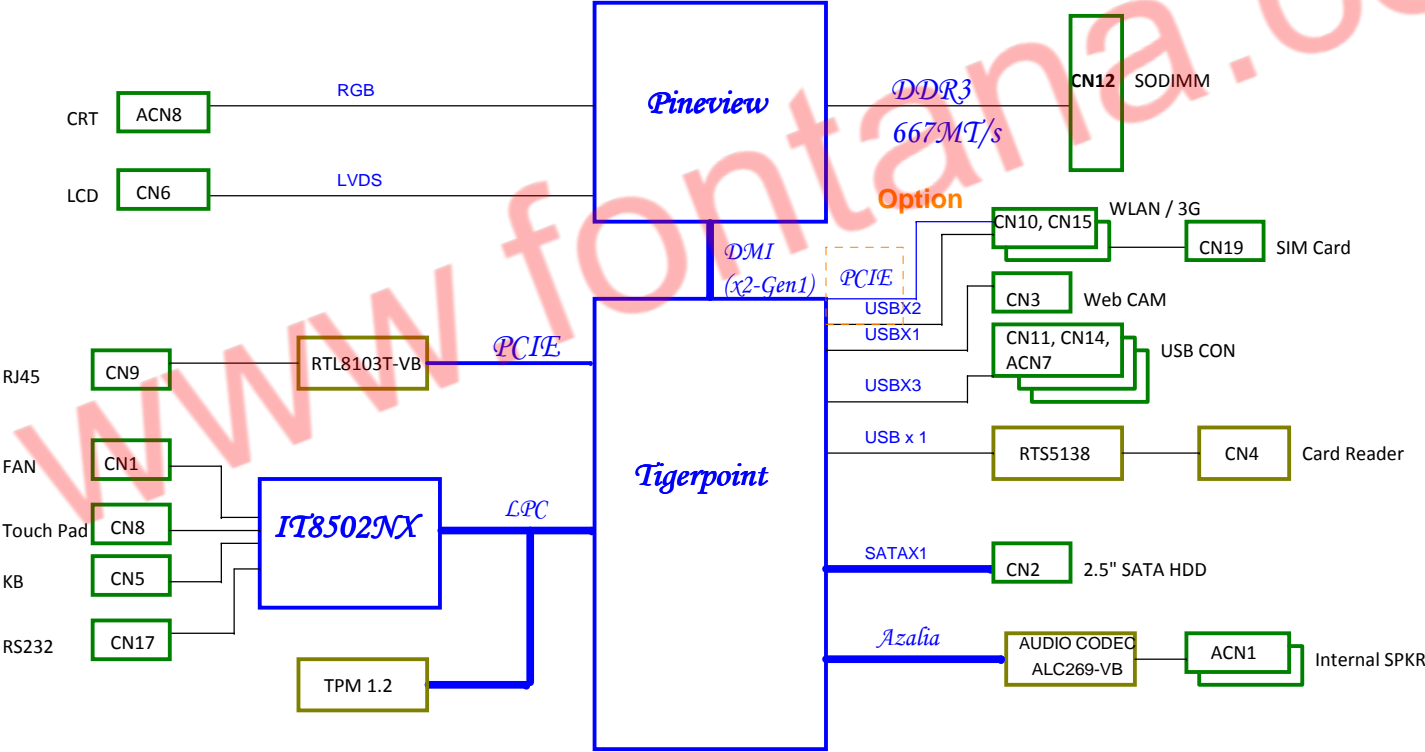 RGB
CRT
ACN8
Pineview
DDR3
667MT/s
CN12
SODIMM
LCD
CN6
LVDS
Option
CN10, CN15
WLAN / 3G
CN19
SIM Card
DMI
(x2-Gen1)
PCIE
USBX2
CN3
Web CAM
USBX1
CN11, CN14,
ACN7
USB CON
USBX3
RJ45
CN9
RTL8103T-VB
PCIE
USB x 1
RTS5138
CN4
Card Reader
FAN
CN1
Tigerpoint
Touch Pad
CN8
IT8502NX
LPC
KB
CN5
SATAX1
CN2
2.5" SATA HDD
RS232
CN17
Azalia
AUDIO CODEC
ALC269-VB
ACN1
Internal SPKR
TPM 1.2